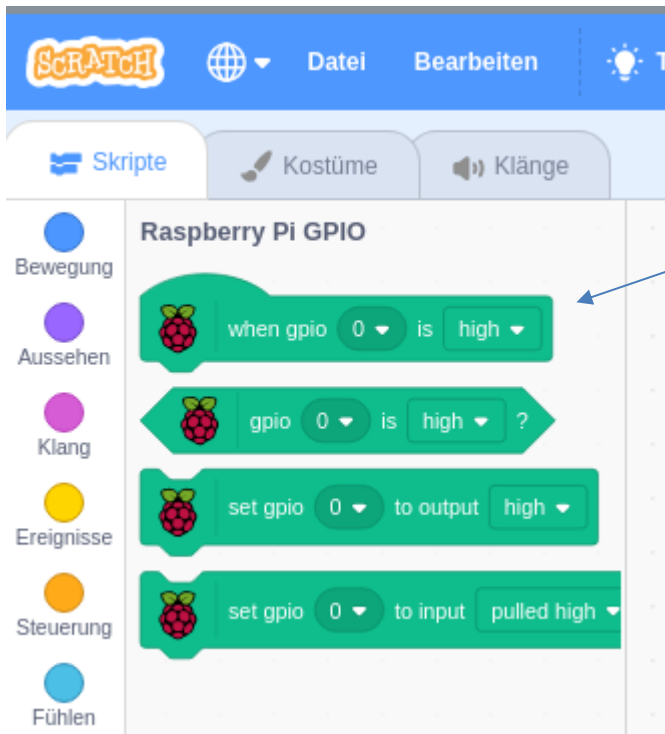 SCRATCH Datei Bearbeiten T
Skripte Kostüme Klänge
Raspberry Pi GPIO
Bewegung
when gpio 0 is high
Aussehen
gpio 0 is high ?
Klang
set gpio 0 to output high
Ereignisse
set gpio 0 to input pulled high
Steuerung
Fühlen